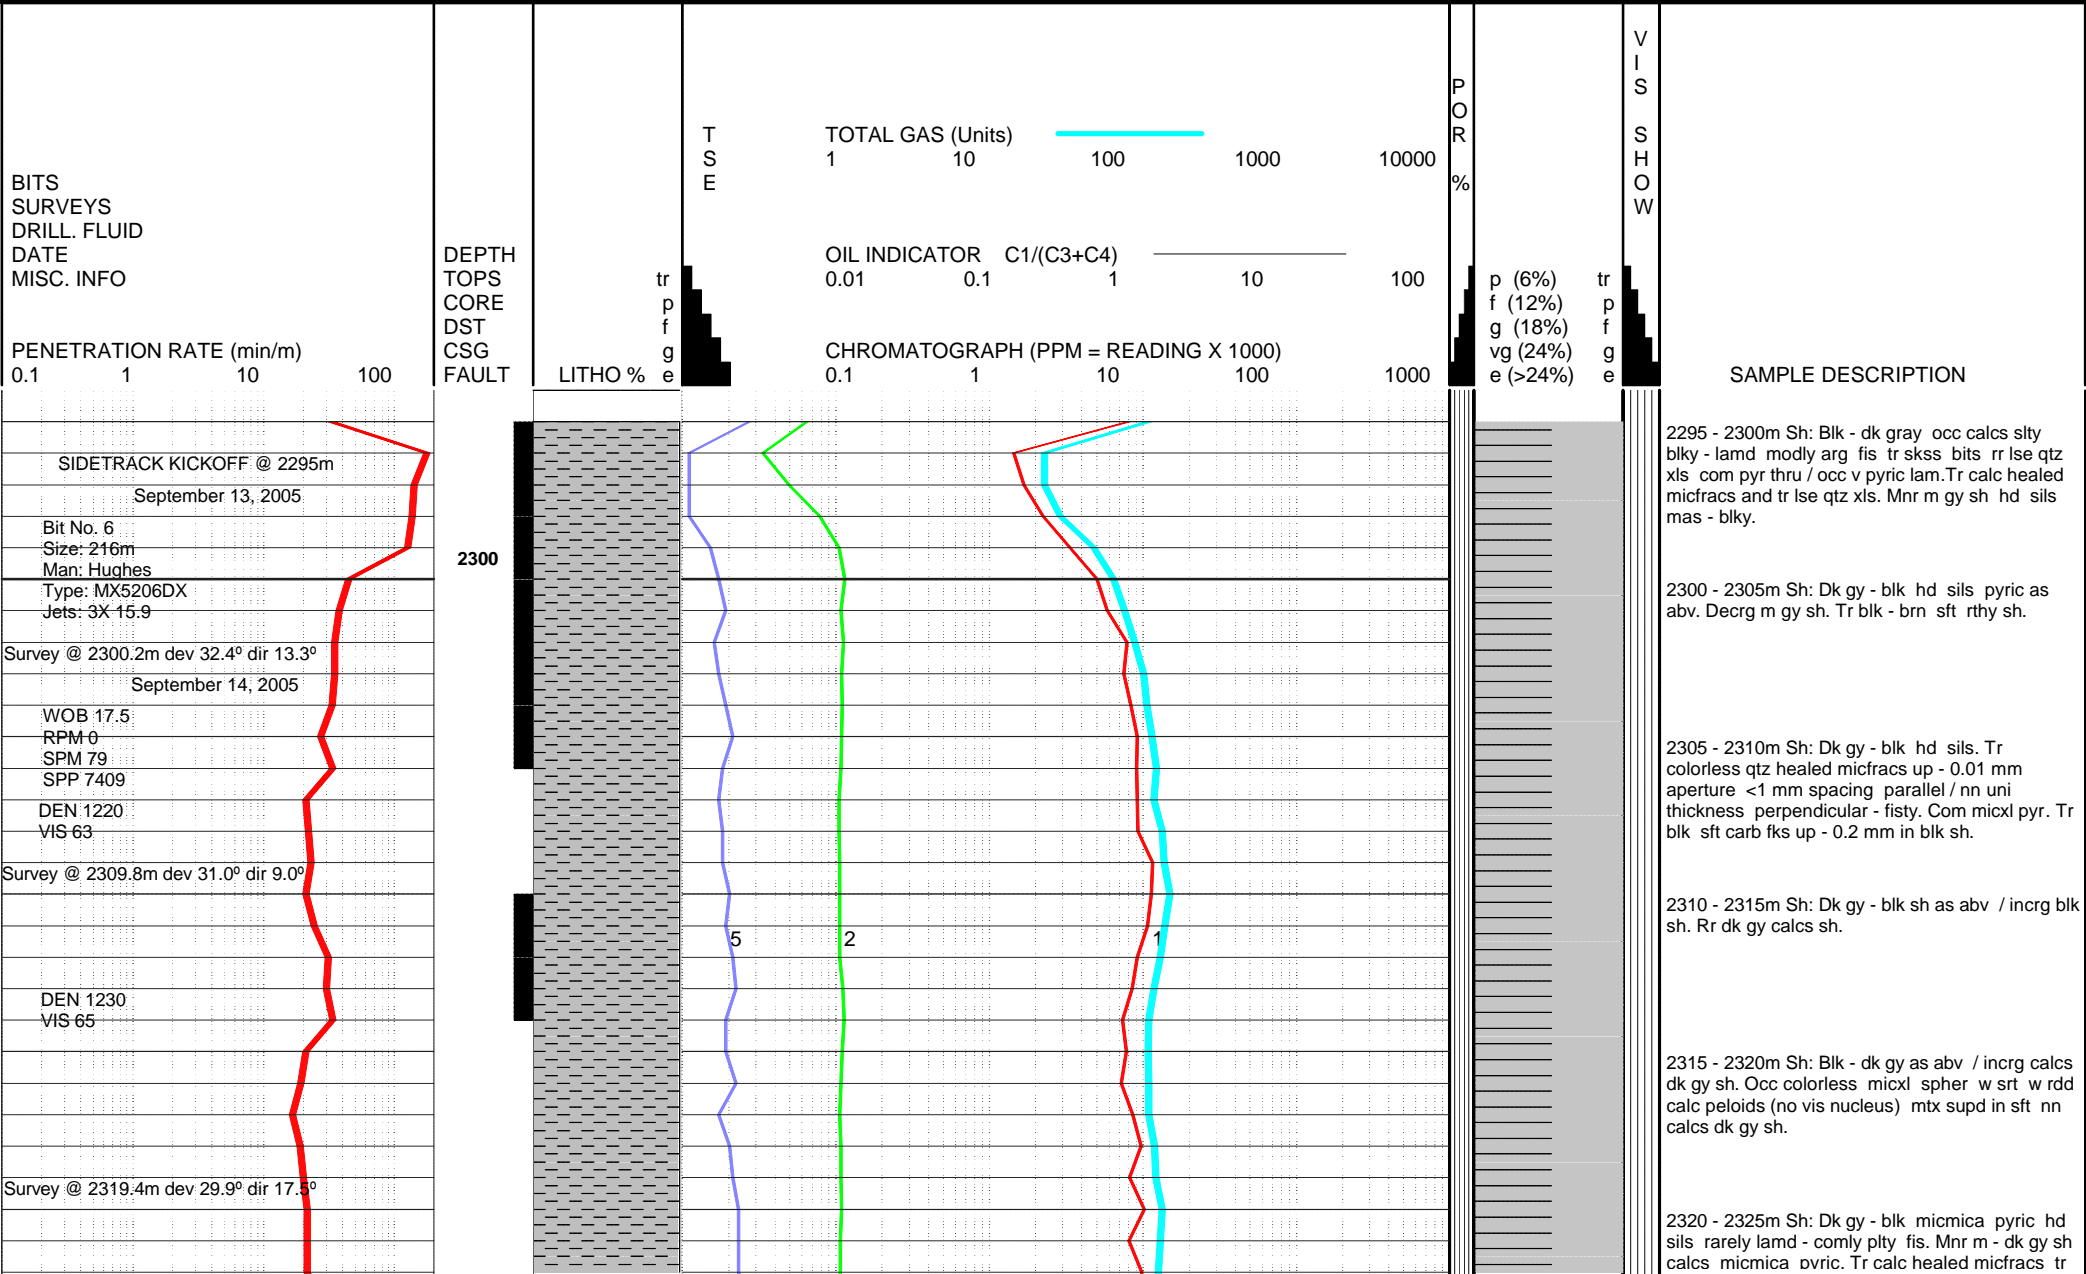 BITS
SURVEYS
DRILL. FLUID
DATE
MISC. INFO
PENETRATION RATE (min/m)
0.1 1 10 100
DEPTH
TOPS
CORE
DST
CSG
FAULT
LITHO %
tr
p
f
g
e
T
S
E
TOTAL GAS (Units)
1 10 100 1000 10000
OIL INDICATOR C1/(C3+C4)
0.01 0.1 1 10 100
CHROMATOGRAPH (PPM = READING X 1000)
0.1 1 10 100 1000
P
O
R
%
p (6%) tr
f (12%) p
g (18%) f
vg (24%) g
e (>24%) e
V
I
S
S
H
O
W
SAMPLE DESCRIPTION
SIDETRACK KICKOFF @ 2295m
September 13, 2005
Bit No. 6
Size: 216m
Man: Hughes
Type: MX5206DX
Jets: 3X 15.9
Survey @ 2300.2m dev 32.4º dir 13.3º
September 14, 2005
WOB 17.5
RPM 0
SPM 79
SPP 7409
DEN 1220
VIS 63
Survey @ 2309.8m dev 31.0º dir 9.0º
DEN 1230
VIS 65
Survey @ 2319.4m dev 29.9º dir 17.5º
2300
5 2 1
2295 - 2300m Sh: Blk - dk gray occ calcs slty
blky - lamd modly arg fis tr skss bits rr lse qtz
xls com pyr thru / occ v pyric lam.Tr calc healed
micfracs and tr lse qtz xls. Mnr m gy sh hd sils
mas - blky.
2300 - 2305m Sh: Dk gy - blk hd sils pyric as
abv. Decrg m gy sh. Tr blk - brn sft rthy sh.
2305 - 2310m Sh: Dk gy - blk hd sils. Tr
colorless qtz healed micfracs up - 0.01 mm
aperture <1 mm spacing parallel / nn uni
thickness perpendicular - fisty. Com micxl pyr. Tr
blk sft carb fks up - 0.2 mm in blk sh.
2310 - 2315m Sh: Dk gy - blk sh as abv / incrg blk
sh. Rr dk gy calcs sh.
2315 - 2320m Sh: Blk - dk gy as abv / incrg calcs
dk gy sh. Occ colorless micxl spher w srt w rdd
calc peloids (no vis nucleus) mtx supd in sft nn
calcs dk gy sh.
2320 - 2325m Sh: Dk gy - blk micmica pyric hd
sils rarely lamd - comly plty fis. Mnr m - dk gy sh
calcs micmica pyric. Tr calc healed micfracs tr